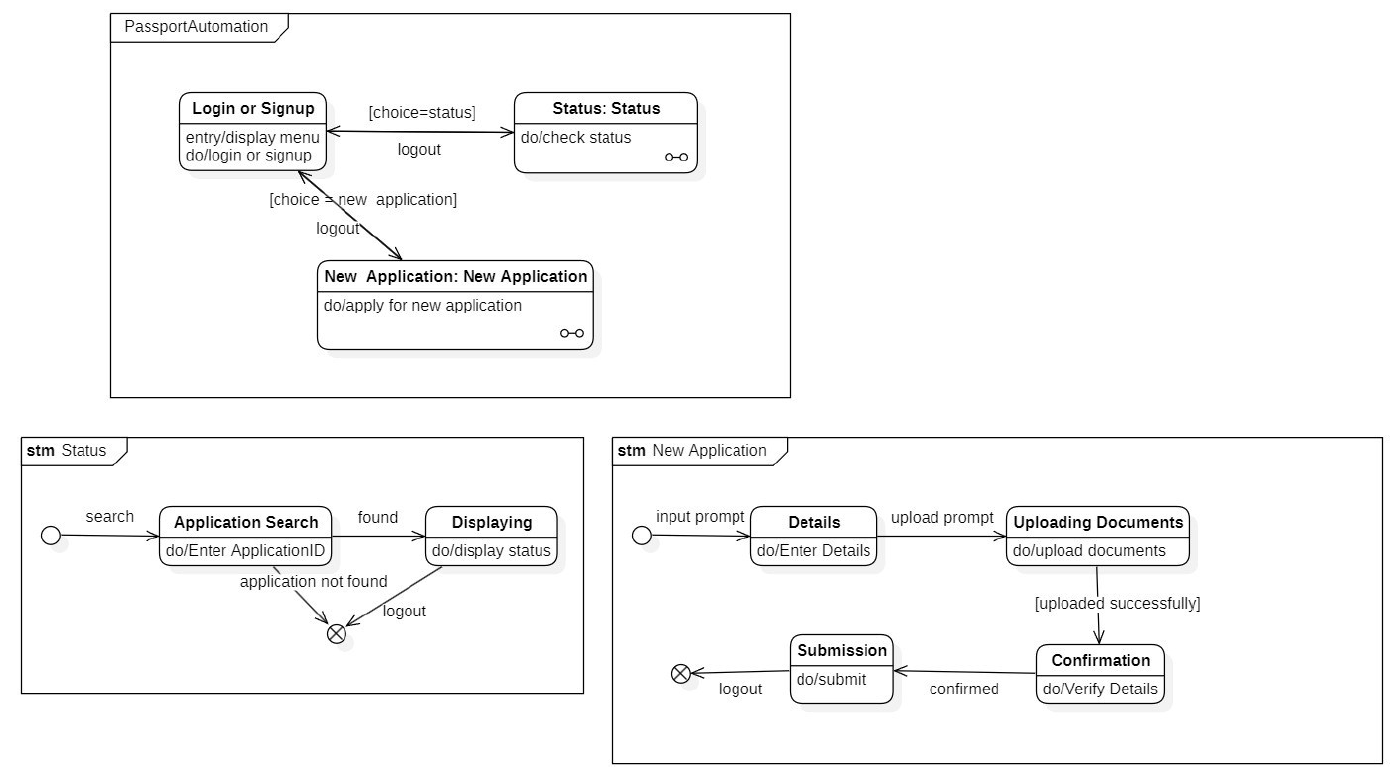 PassportAutomation
Login or Signup
entry/display menu
do/login or signup
[choice=status]
logout
Status: Status
do/check status
[choice = new  application]
logout
New  Application: New Application
do/apply for new application
stm Status
search
Application Search
do/Enter ApplicationID
found
Displaying
do/display status
application not found
logout
stm New Application
input prompt
Details
do/Enter Details
upload prompt
Uploading Documents
do/upload documents
[uploaded successfully]
Confirmation
do/Verify Details
confirmed
Submission
do/submit
logout